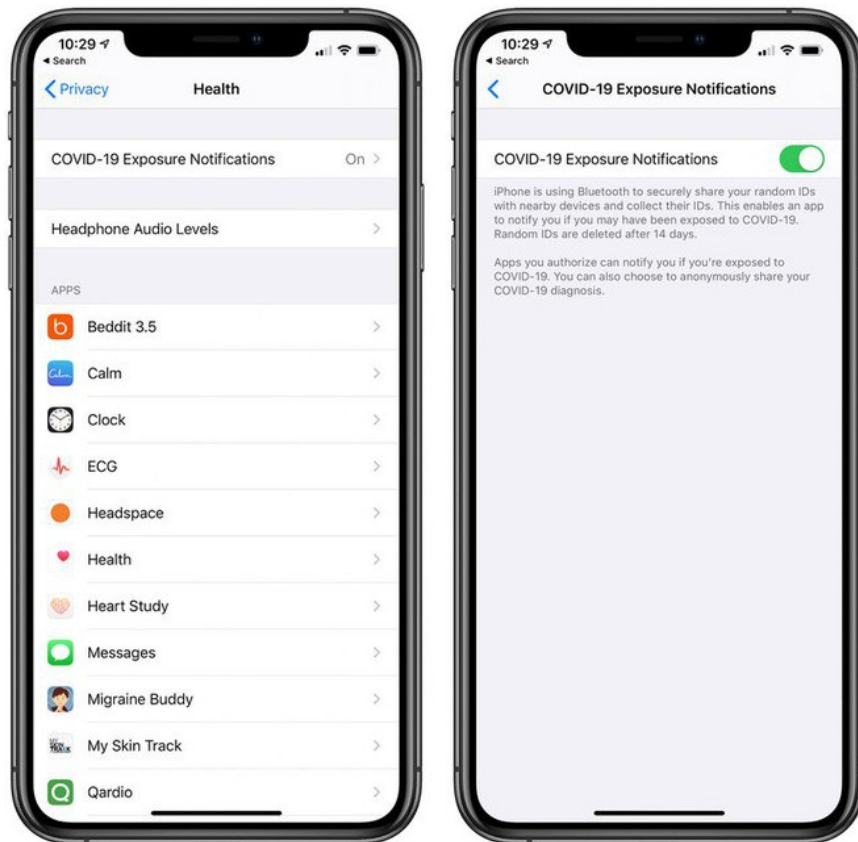 10:29
◀ Search
Privacy
Health
COVID-19 Exposure Notifications On
Headphone Audio Levels
APPS
Beddit 3.5
Calm
Clock
ECG
Headspace
Health
Heart Study
Messages
Migraine Buddy
My Skin Track
Qardio
10:29
◀ Search
COVID-19 Exposure Notifications
COVID-19 Exposure Notifications
iPhone is using Bluetooth to securely share your random IDs
with nearby devices and collect their IDs. This enables an app
to notify you if you may have been exposed to COVID-19.
Random IDs are deleted after 14 days.
Apps you authorize can notify you if you're exposed to
COVID-19. You can also choose to anonymously share your
COVID-19 diagnosis.